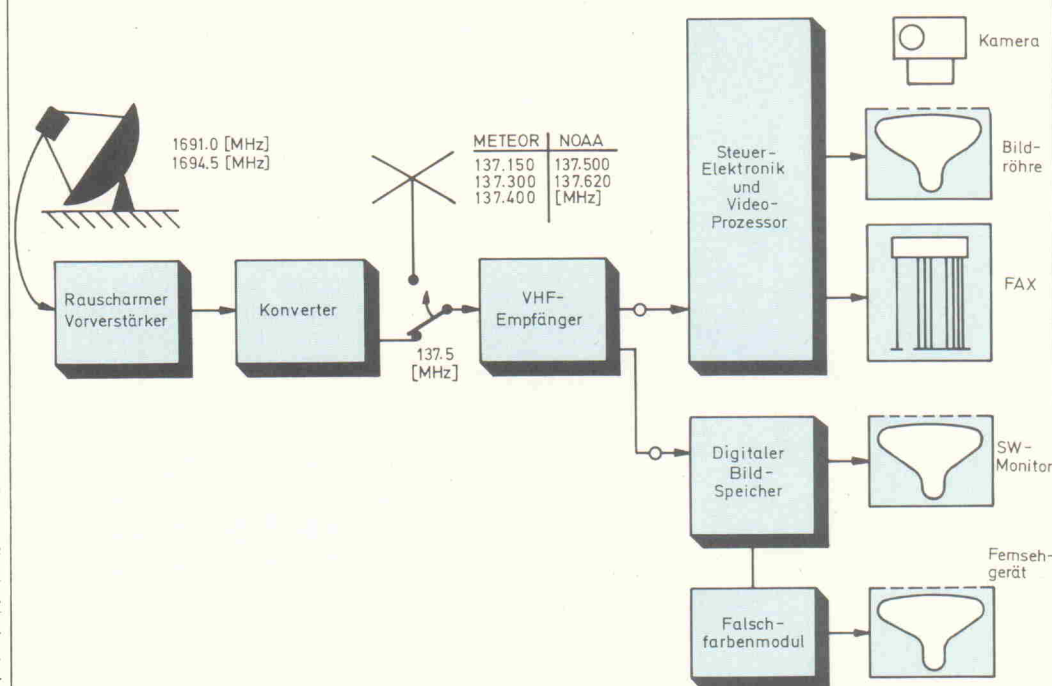 1691.0 [MHz]
1694.5 [MHz]
METEOR NOAA
137.150 137.500
137.300 137.620
137.400 [MHz]
Rauscharmer
Vorverstärker
Konverter
137.5
[MHz]
VHF-
Empfänger
Steuer-
Elektronik
und
Video-
Prozessor
Kamera
Bild-
röhre
FAX
Digitaler
Bild-
Speicher
SW-
Monitor
Falsch-
farbenmodul
Fernseh-
gerät